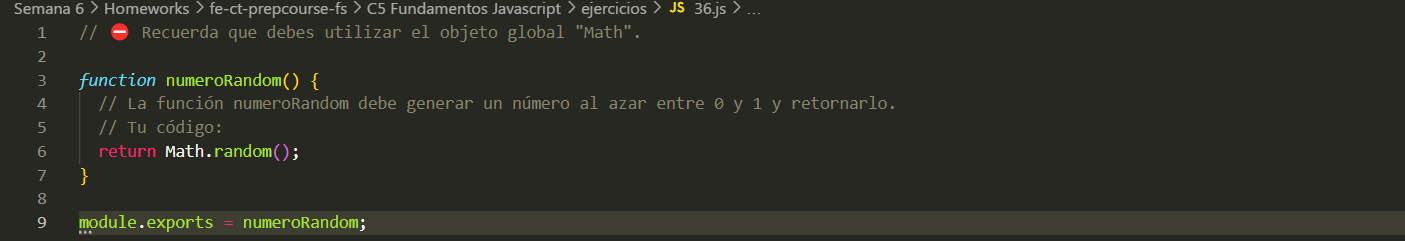 Semana 6 > Homeworks > fe-ct-prepcourse-fs > C5 Fundamentos Javascript > ejercicios > JS 36.js > ...
1 // ⛔ Recuerda que debes utilizar el objeto global "Math".
2
3 function numeroRandom() {
4 // La función numeroRandom debe generar un número al azar entre 0 y 1 y retornarlo.
5 // Tu código:
6 return Math.random();
7 }
8
9 module.exports = numeroRandom;